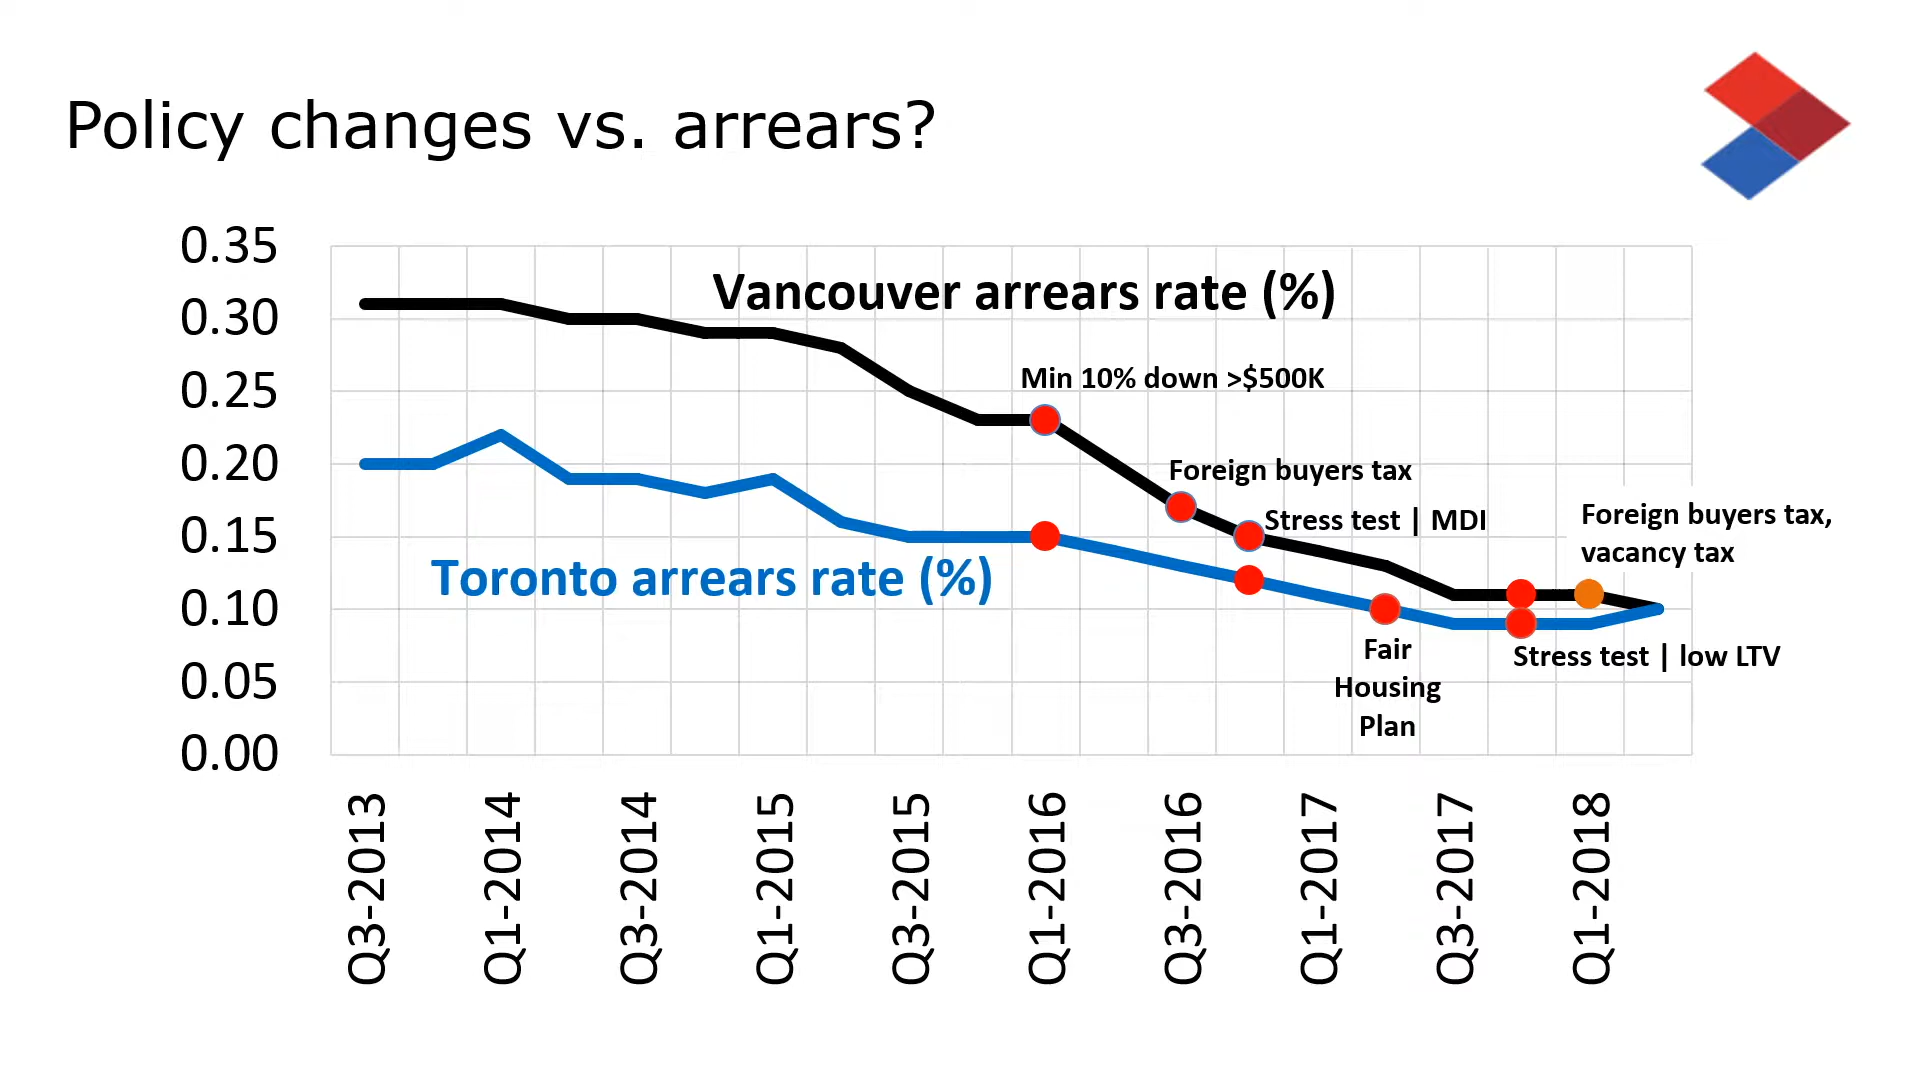 Policy changes vs. arrears?
0.35
0.30
0.25
0.20
0.15
0.10
0.05
0.00
Vancouver arrears rate (%)
Min 10% down >$500K
Foreign buyers tax
Stress test | MDI
Foreign buyers tax,
vacancy tax
Toronto arrears rate (%)
Fair
Housing
Plan
Stress test | low LTV
Q3-2013
Q1-2014
Q3-2014
Q1-2015
Q3-2015
Q1-2016
Q3-2016
Q1-2017
Q3-2017
Q1-2018